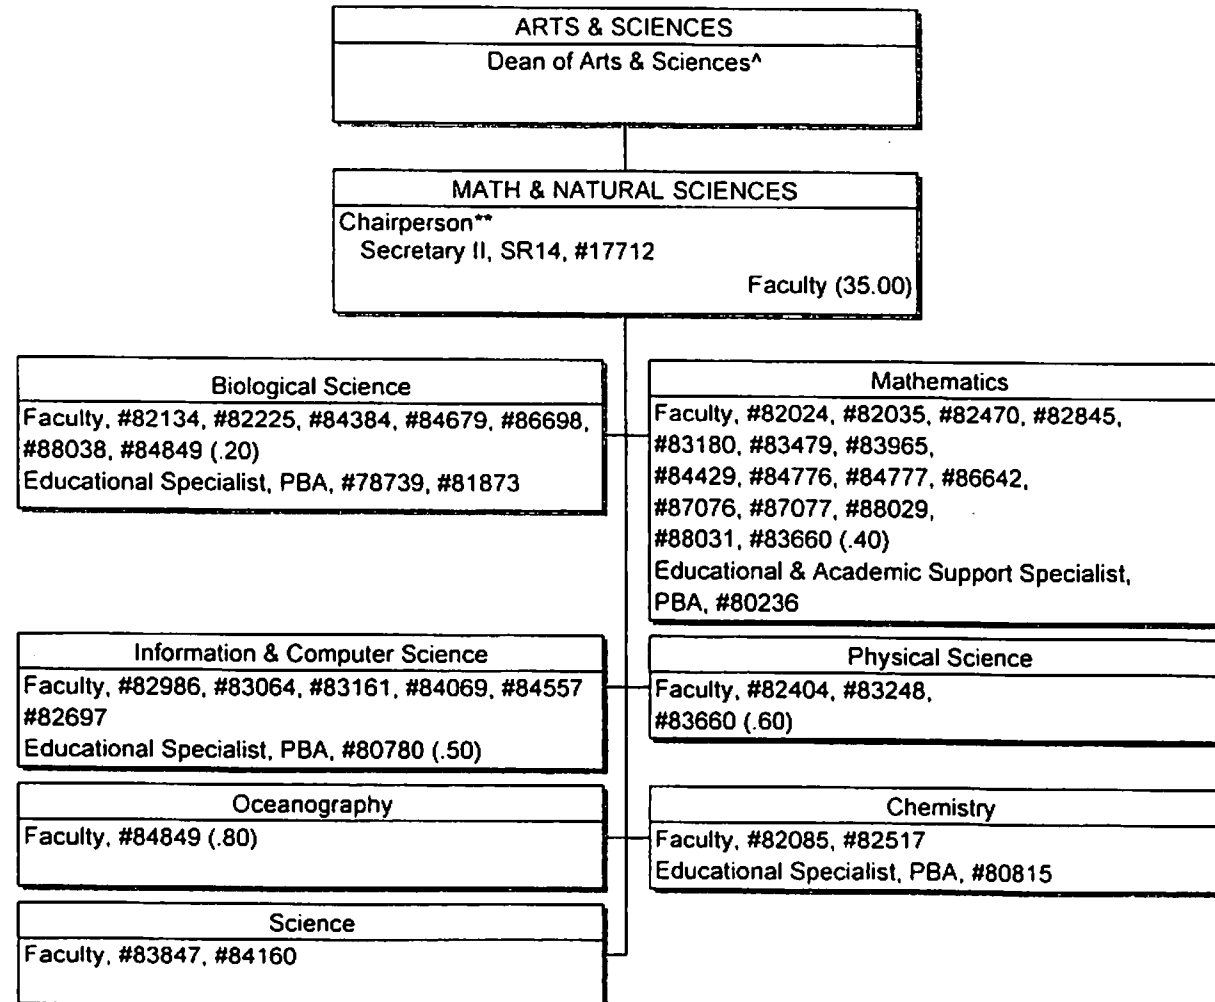 ARTS & SCIENCES
Dean of Arts & Sciences^
MATH & NATURAL SCIENCES
Chairperson**
Secretary II, SR14, #17712
Faculty (35.00)
Biological Science
Faculty, #82134, #82225, #84384, #84679, #86698,
#88038, #84849 (.20)
Educational Specialist, PBA, #78739, #81873
Mathematics
Faculty, #82024, #82035, #82470, #82845,
#83180, #83479, #83965,
#84429, #84776, #84777, #86642,
#87076, #87077, #88029,
#88031, #83660 (.40)
Educational & Academic Support Specialist,
PBA, #80236
Information & Computer Science
Faculty, #82986, #83064, #83161, #84069, #84557
#82697
Educational Specialist, PBA, #80780 (.50)
Physical Science
Faculty, #82404, #83248,
#83660 (.60)
Oceanography
Faculty, #84849 (.80)
Chemistry
Faculty, #82085, #82517
Educational Specialist, PBA, #80815
Science
Faculty, #83847, #84160